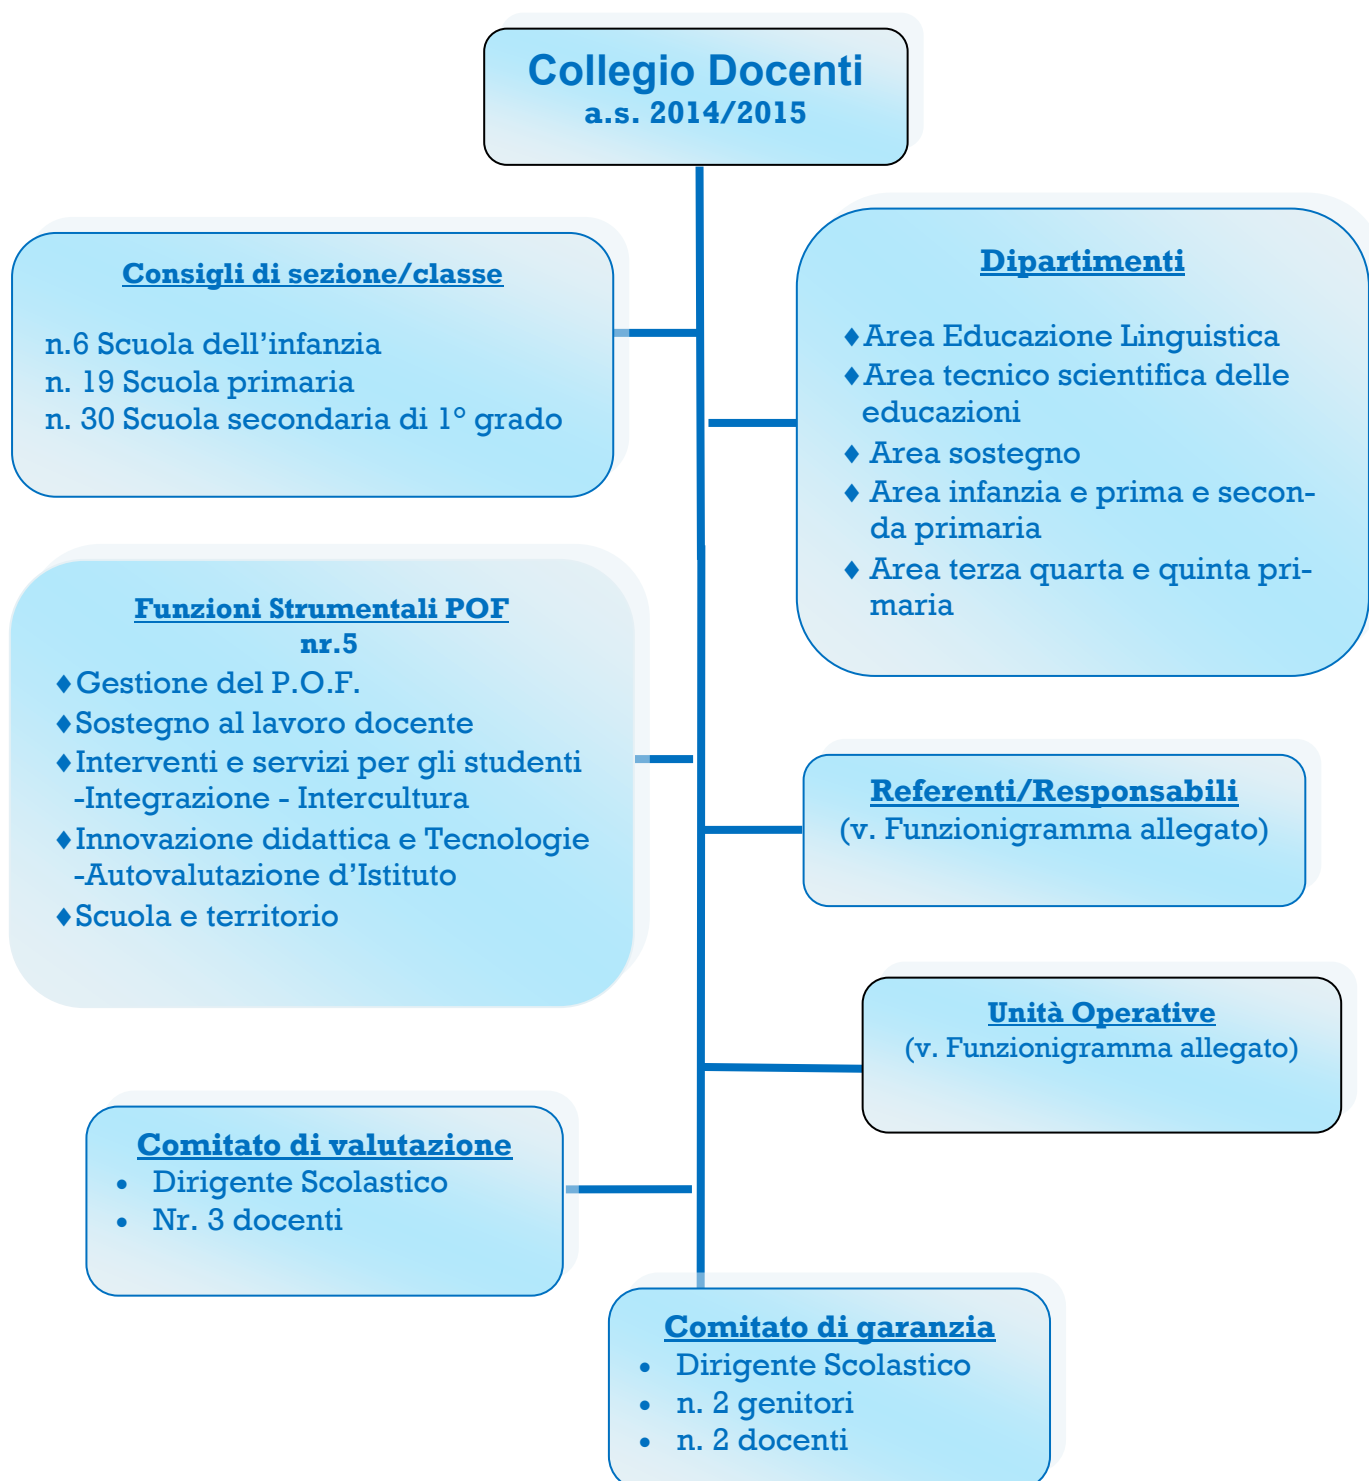 Collegio Docenti
a.s. 2014/2015
Consigli di sezione/classe
n.6 Scuola dell’infanzia
n. 19 Scuola primaria
n. 30 Scuola secondaria di 1° grado
Dipartimenti
♦Area Educazione Linguistica
♦Area tecnico scientifica delle
educazioni
♦ Area sostegno
♦ Area infanzia e prima e secon-
da primaria
♦ Area terza quarta e quinta pri-
maria
Funzioni Strumentali POF
nr.5
♦Gestione del P.O.F.
♦Sostegno al lavoro docente
♦Interventi e servizi per gli studenti
-Integrazione - Intercultura
♦Innovazione didattica e Tecnologie
-Autovalutazione d’Istituto
♦Scuola e territorio
Referenti/Responsabili
(v. Funzionigramma allegato)
Unità Operative
(v. Funzionigramma allegato)
Comitato di valutazione
• Dirigente Scolastico
• Nr. 3 docenti
Comitato di garanzia
• Dirigente Scolastico
• n. 2 genitori
• n. 2 docenti